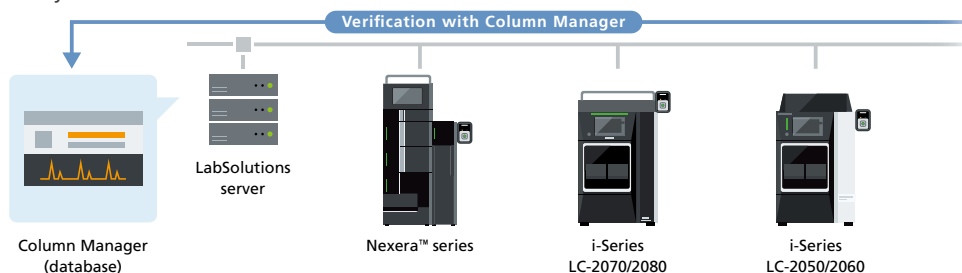 Verification with Column Manager
LabSolutions
server
Column Manager
(database)
Nexera™ series
i-Series
LC-2070/2080
i-Series
LC-2050/2060